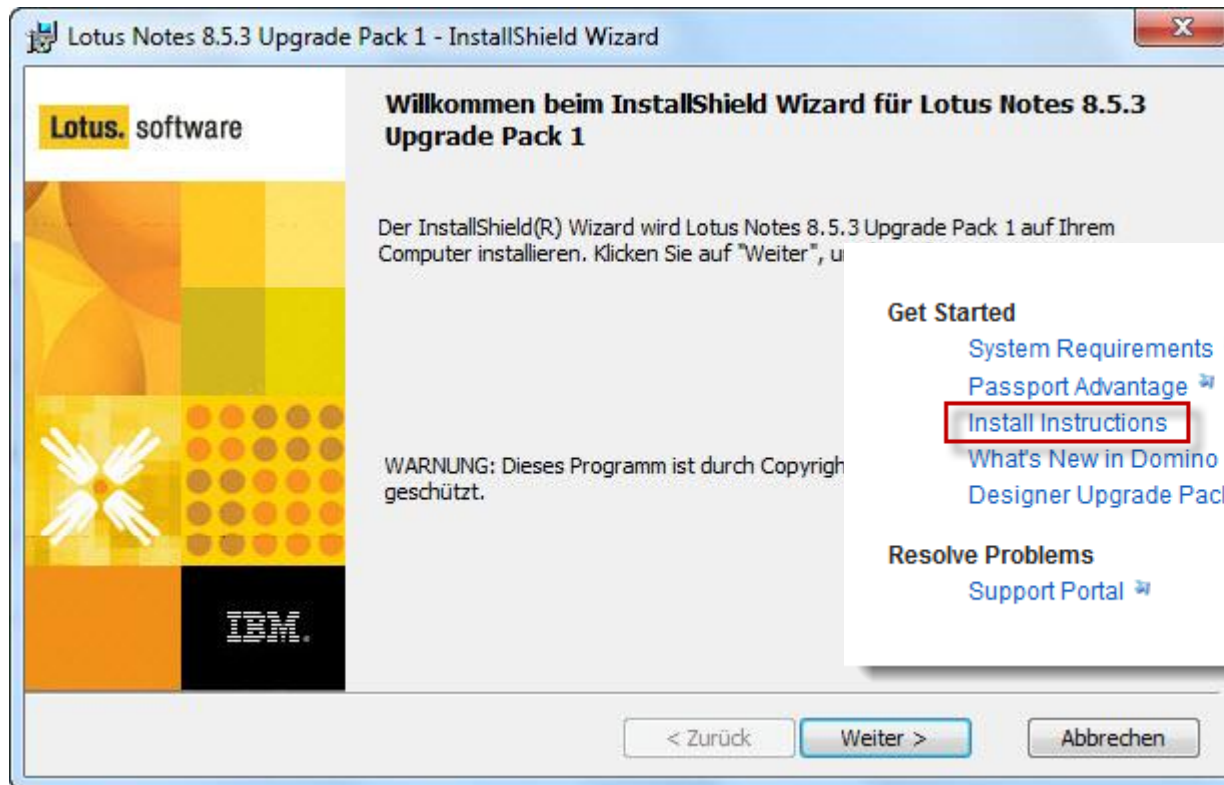 Lotus Notes 8.5.3 Upgrade Pack 1 - InstallShield Wizard
Lotus. software
Willkommen beim InstallShield Wizard für Lotus Notes 8.5.3
Upgrade Pack 1
Der InstallShield(R) Wizard wird Lotus Notes 8.5.3 Upgrade Pack 1 auf Ihrem
Computer installieren. Klicken Sie auf "Weiter",
WARNUNG: Dieses Programm ist durch
geschützt.
IBM.
Get Started
System Requirements
Passport Advantage
Install Instructions
What's New in Domino
Designer Upgrade
Resolve Problems
Support Portal
< Zurück
Weiter >
Abbrechen